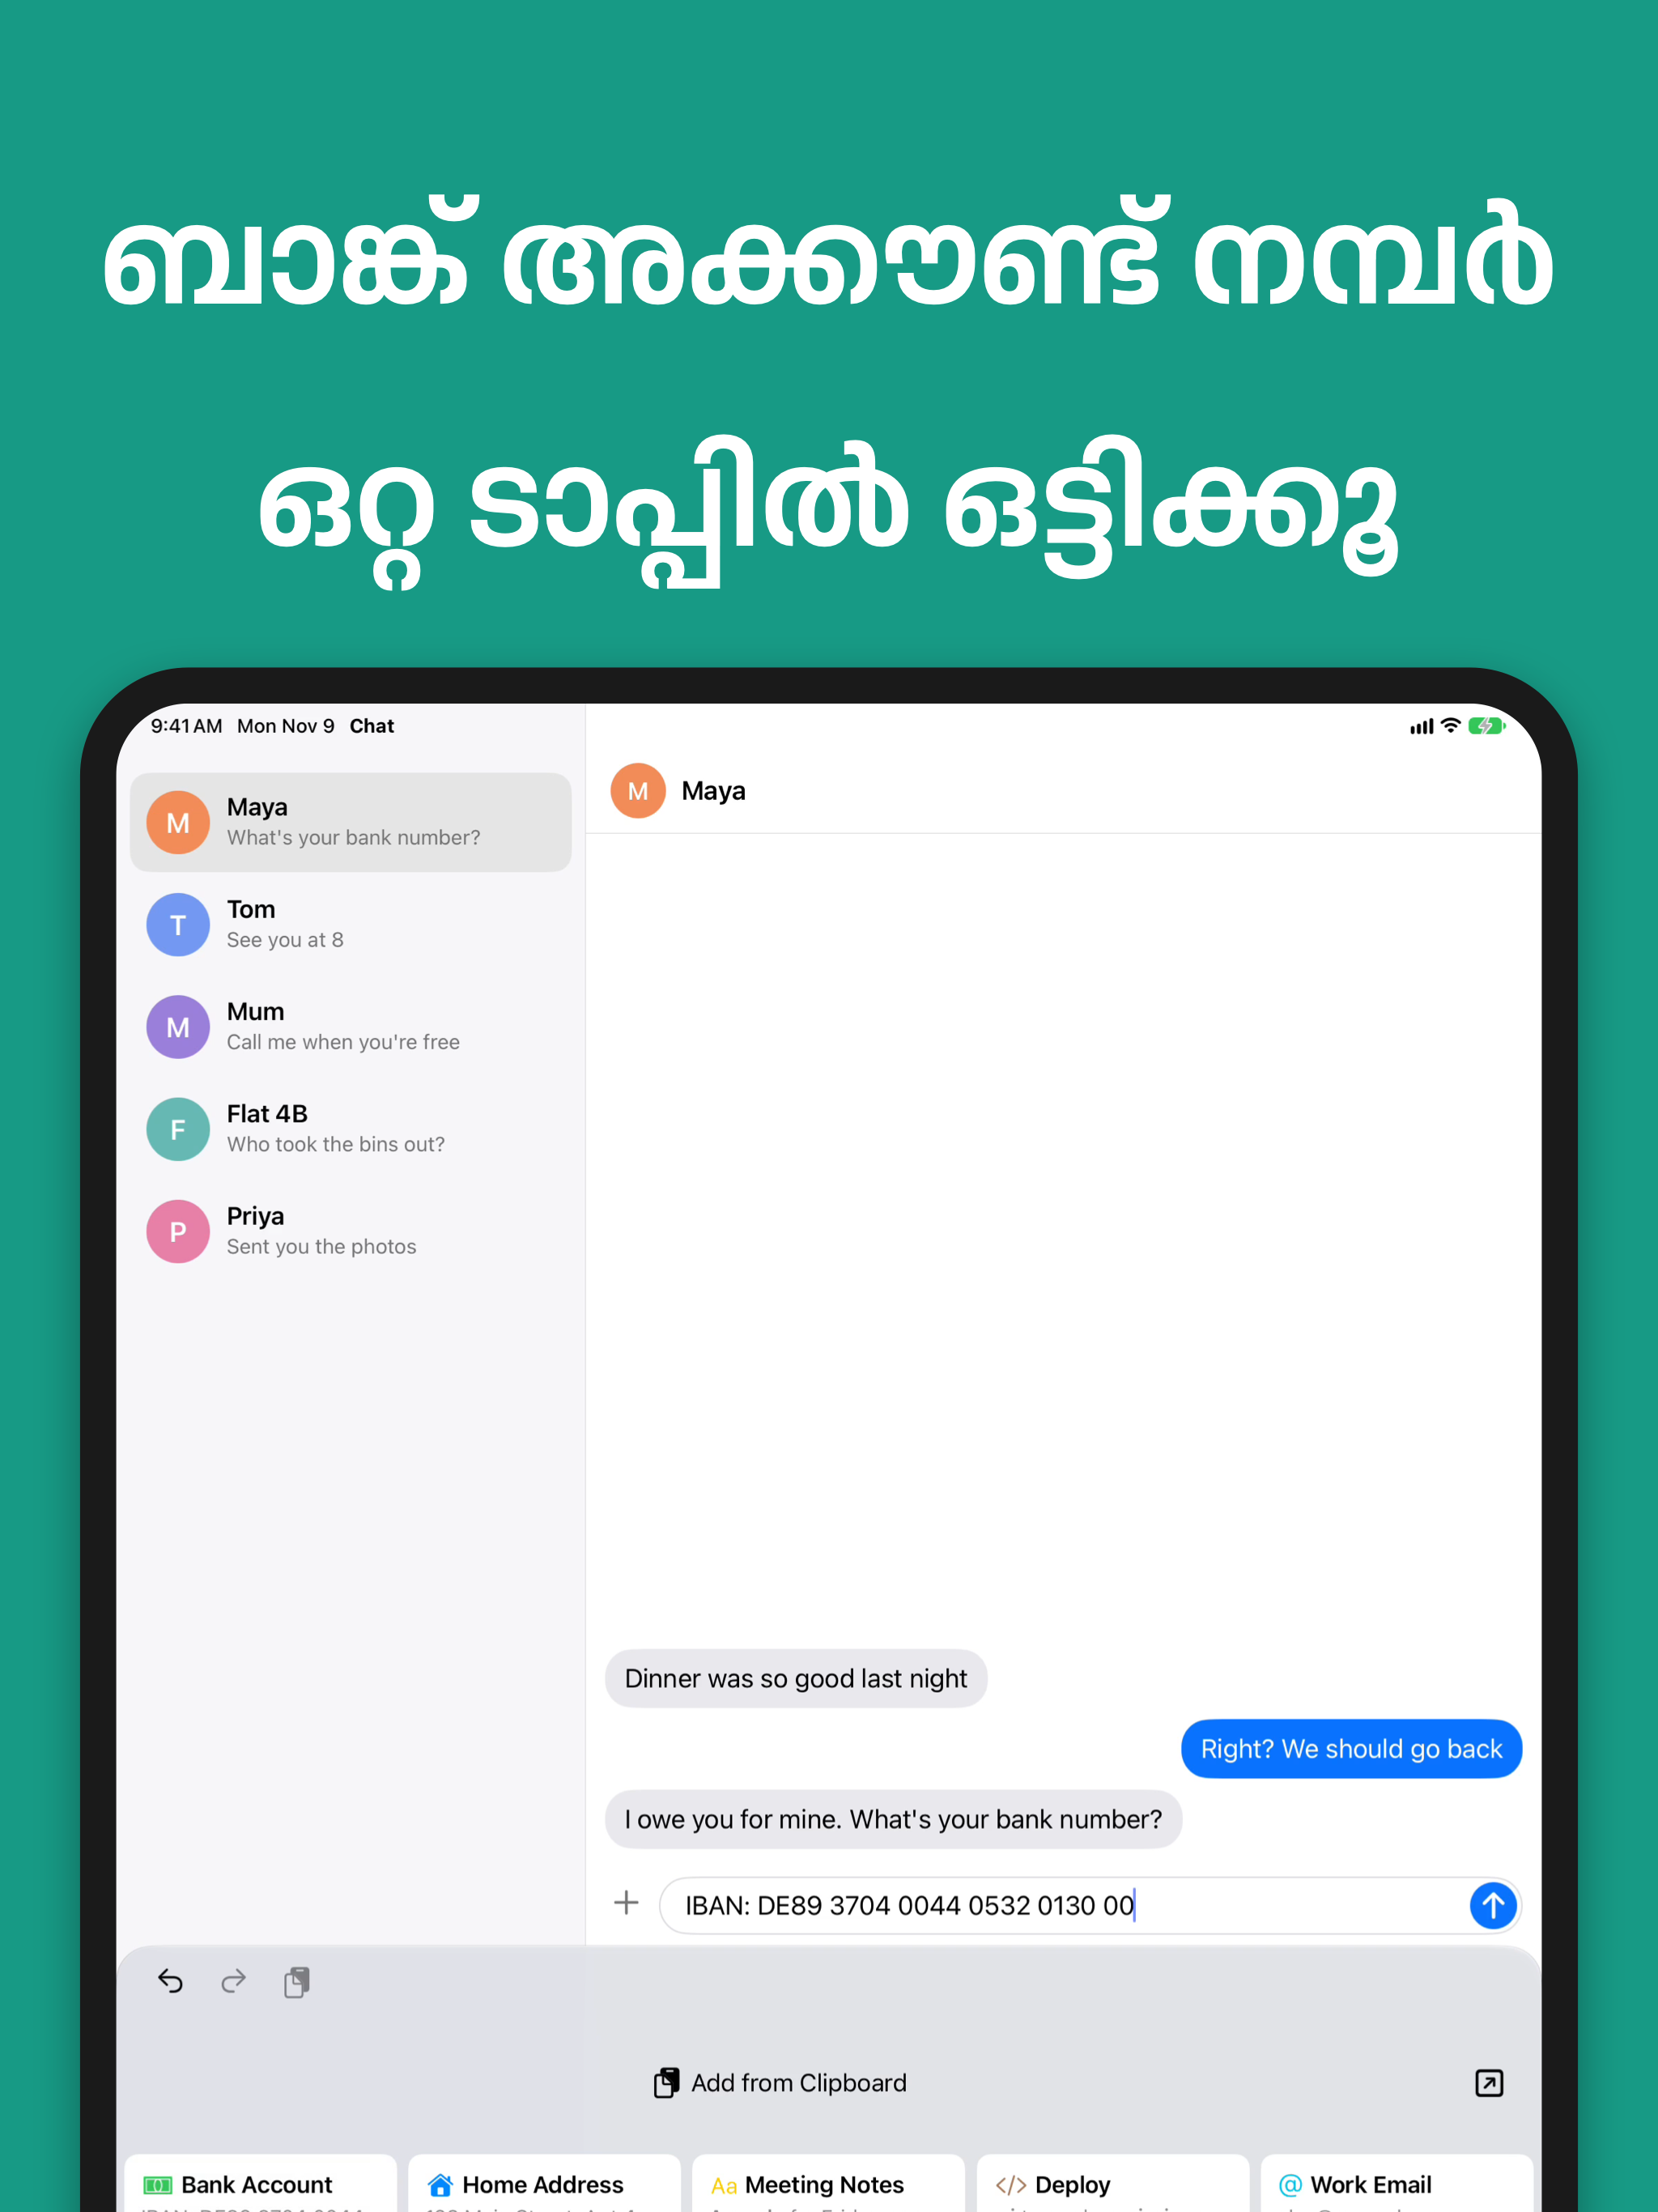 ബാങ്ക് അക്കൗണ്ട് നമ്പർ
ഒറ്റ ടാപ്പിൽ ഒട്ടിക്കൂ
9:41 AM Mon Nov 9 Chat
M Maya
What's your bank number?
T Tom
See you at 8
M Mum
Call me when you're free
F Flat 4B
Who took the bins out?
P Priya
Sent you the photos
M Maya
Dinner was so good last night
Right? We should go back
I owe you for mine. What's your bank number?
IBAN: DE89 3704 0044 0532 0130 00
Add from Clipboard
Bank Account
Home Address
Aa Meeting Notes
</> Deploy
@ Work Email